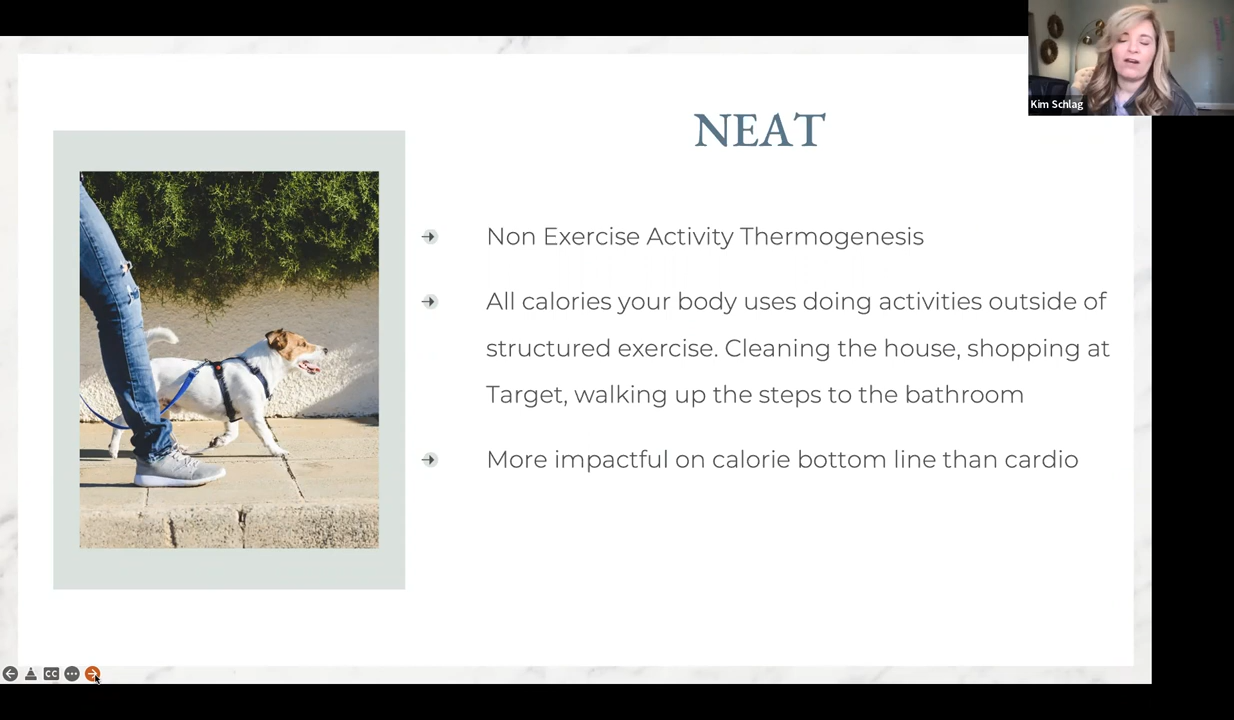 Kim Schlag
NEAT
Non Exercise Activity Thermogenesis
All calories your body uses doing activities outside of
structured exercise. Cleaning the house, shopping at
Target, walking up the steps to the bathroom
More impactful on calorie bottom line than cardio
CC